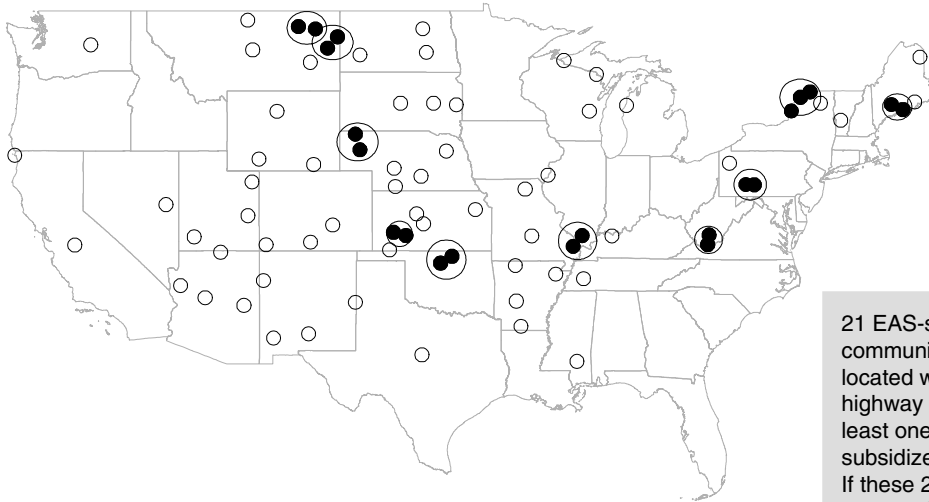 21 EAS-s
communi
located w
highway
least one
subsidize
If these 2